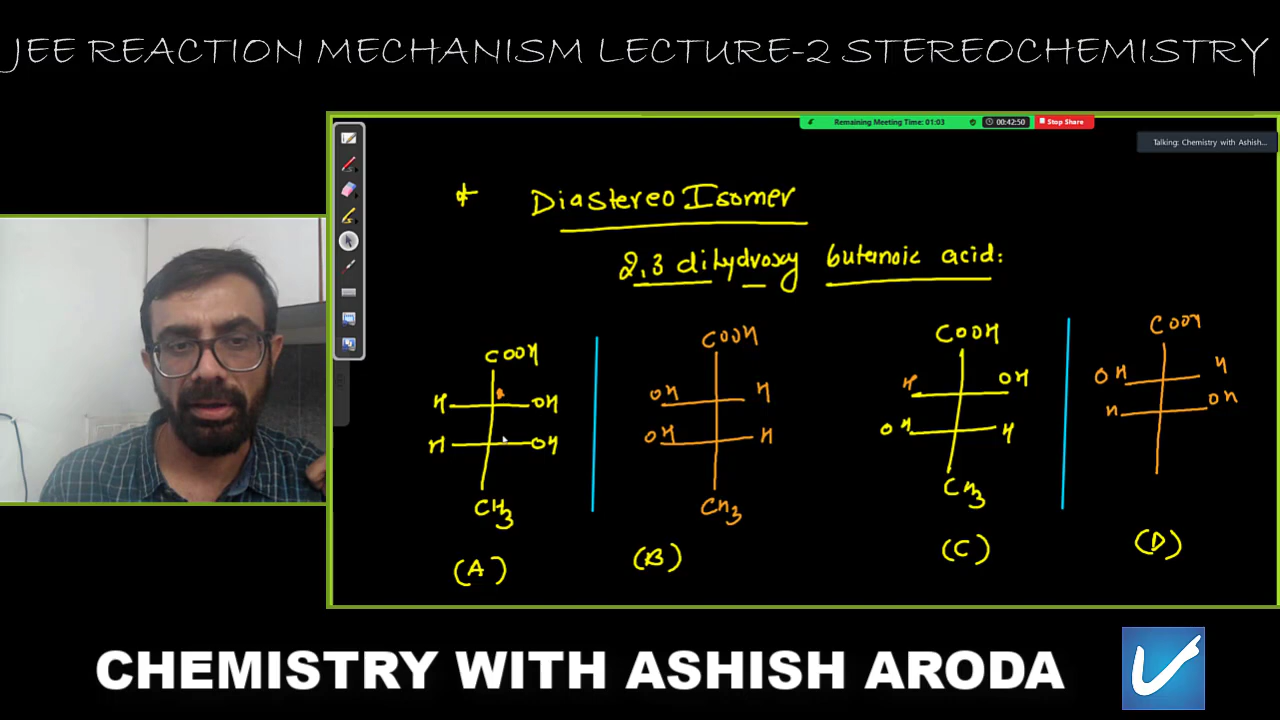 JEE REACTION MECHANISM LECTURE-2 STEREOCHEMISTRY
Remaining Meeting Time: 01:03
00:42:50
Stop Share
Talking: Chemistry with Ashish...
Diastereo Isomer
2,3 dihydroxy butanoic acid:
COOH COOH COOH COOH
H OH OH H H OH OH H
H OH OH H OH H H OH
CH3 CH3 CH3
(A) (B) (C) (D)
CHEMISTRY WITH ASHISH ARODA